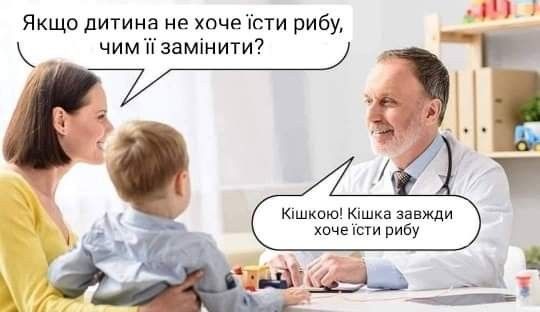 Якщо дитина не хоче їсти рибу,
чим її замінити?
Кішкою! Кішка завжди
хоче їсти рибу